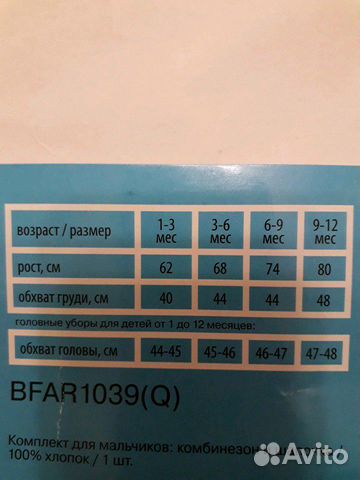 возраст / размер 1-3 мес 3-6 мес 6-9 мес 9-12 мес
рост, см 62 68 74 80
обхват груди, см 40 44 44 48
головные уборы для детей от 1 до 12 месяцев:
обхват головы, см 44-45 45-46 46-47 47-48
BFAR1039(Q)
Комплект для мальчиков: комбинезон
100% хлопок / 1 шт.
Avito